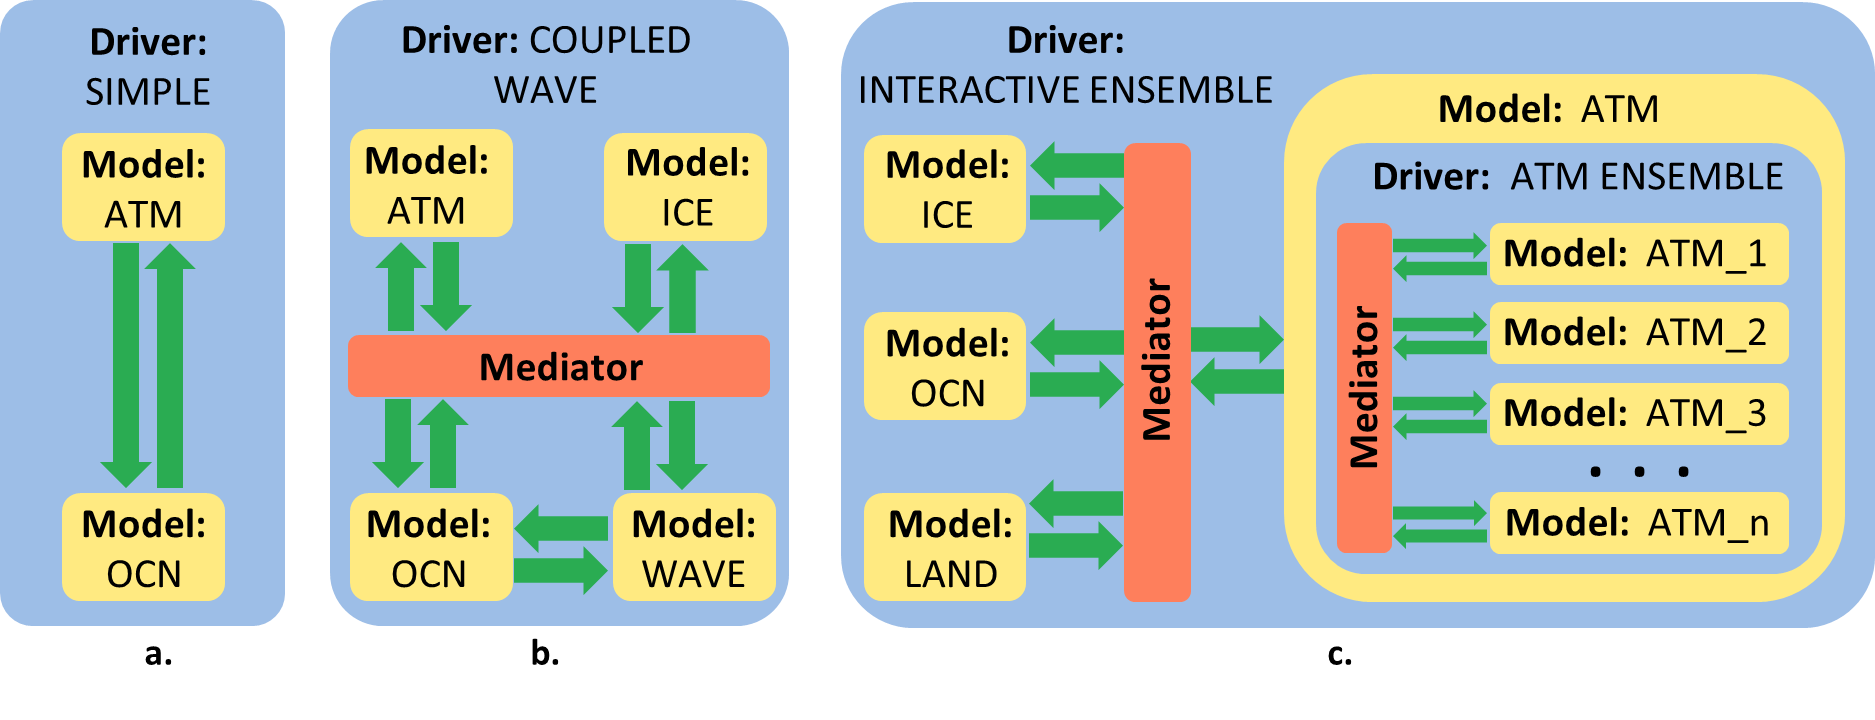 Driver:
SIMPLE
Model:
ATM
Model:
OCN
a.
Driver: COUPLED
WAVE
Model:
ATM
Model:
ICE
Mediator
Model:
OCN
Model:
WAVE
b.
Driver:
INTERACTIVE ENSEMBLE
Model:
ICE
Model:
OCN
Model:
LAND
Mediator
Model: ATM
Driver: ATM ENSEMBLE
Mediator
Model: ATM_1
Model: ATM_2
Model: ATM_3
. . .
Model: ATM_n
c.